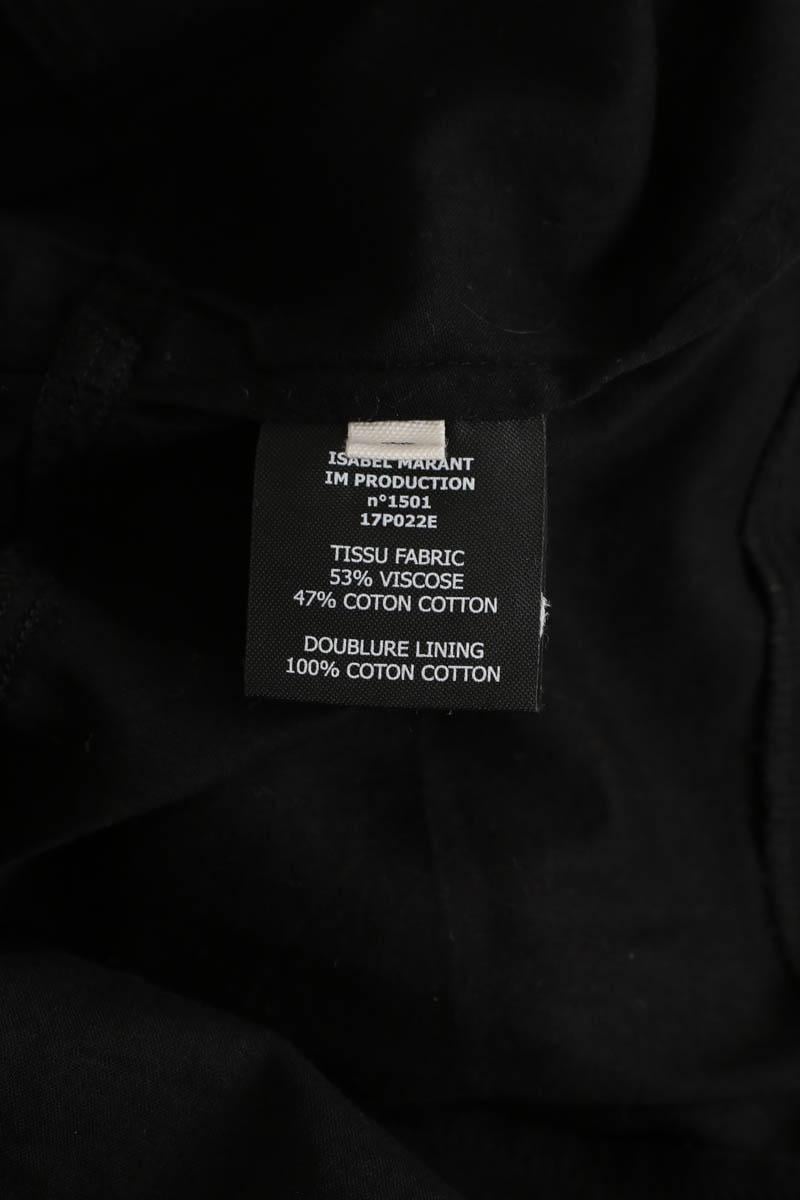 ISABEL MARANT
IM PRODUCTION
n°1501
17P022E
TISSU FABRIC
53% VISCOSE
47% COTON COTTON
DOUBLURE LINING
100% COTON COTTON